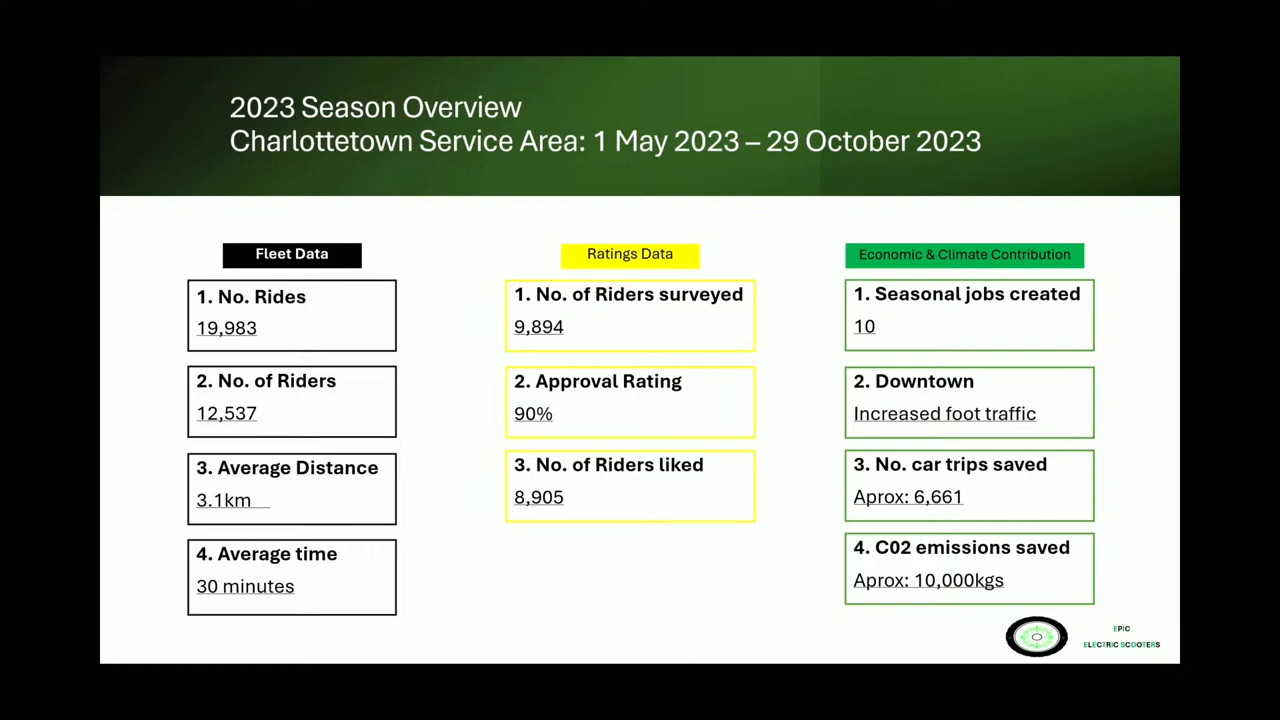 2023 Season Overview
Charlottetown Service Area: 1 May 2023 – 29 October 2023
Fleet Data
1. No. Rides
19,983
2. No. of Riders
12,537
3. Average Distance
3.1km
4. Average time
30 minutes
Ratings Data
1. No. of Riders surveyed
9,894
2. Approval Rating
90%
3. No. of Riders liked
8,905
Economic & Climate Contribution
1. Seasonal jobs created
10
2. Downtown
Increased foot traffic
3. No. car trips saved
Aprox: 6,661
4. C02 emissions saved
Aprox: 10,000kgs
EPIC
ELECTRIC SCOOTERS